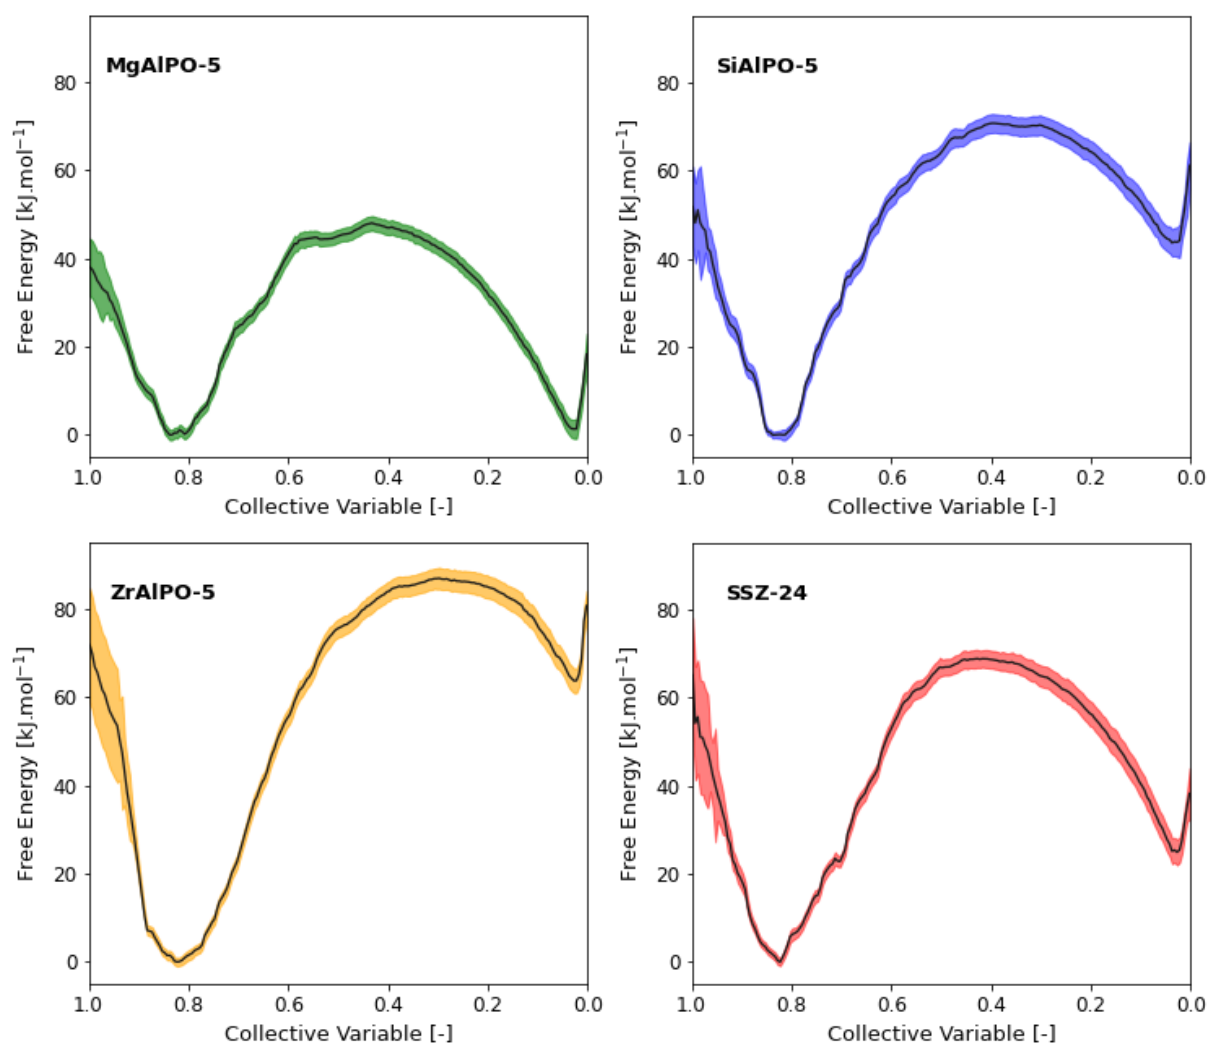 MgAlPO-5
Free Energy [kJ.mol⁻¹]
80
60
40
20
0
1.0 0.8 0.6 0.4 0.2 0.0
Collective Variable [-]
SiAlPO-5
Free Energy [kJ.mol⁻¹]
80
60
40
20
0
1.0 0.8 0.6 0.4 0.2 0.0
Collective Variable [-]
ZrAlPO-5
Free Energy [kJ.mol⁻¹]
80
60
40
20
0
1.0 0.8 0.6 0.4 0.2 0.0
Collective Variable [-]
SSZ-24
Free Energy [kJ.mol⁻¹]
80
60
40
20
0
1.0 0.8 0.6 0.4 0.2 0.0
Collective Variable [-]